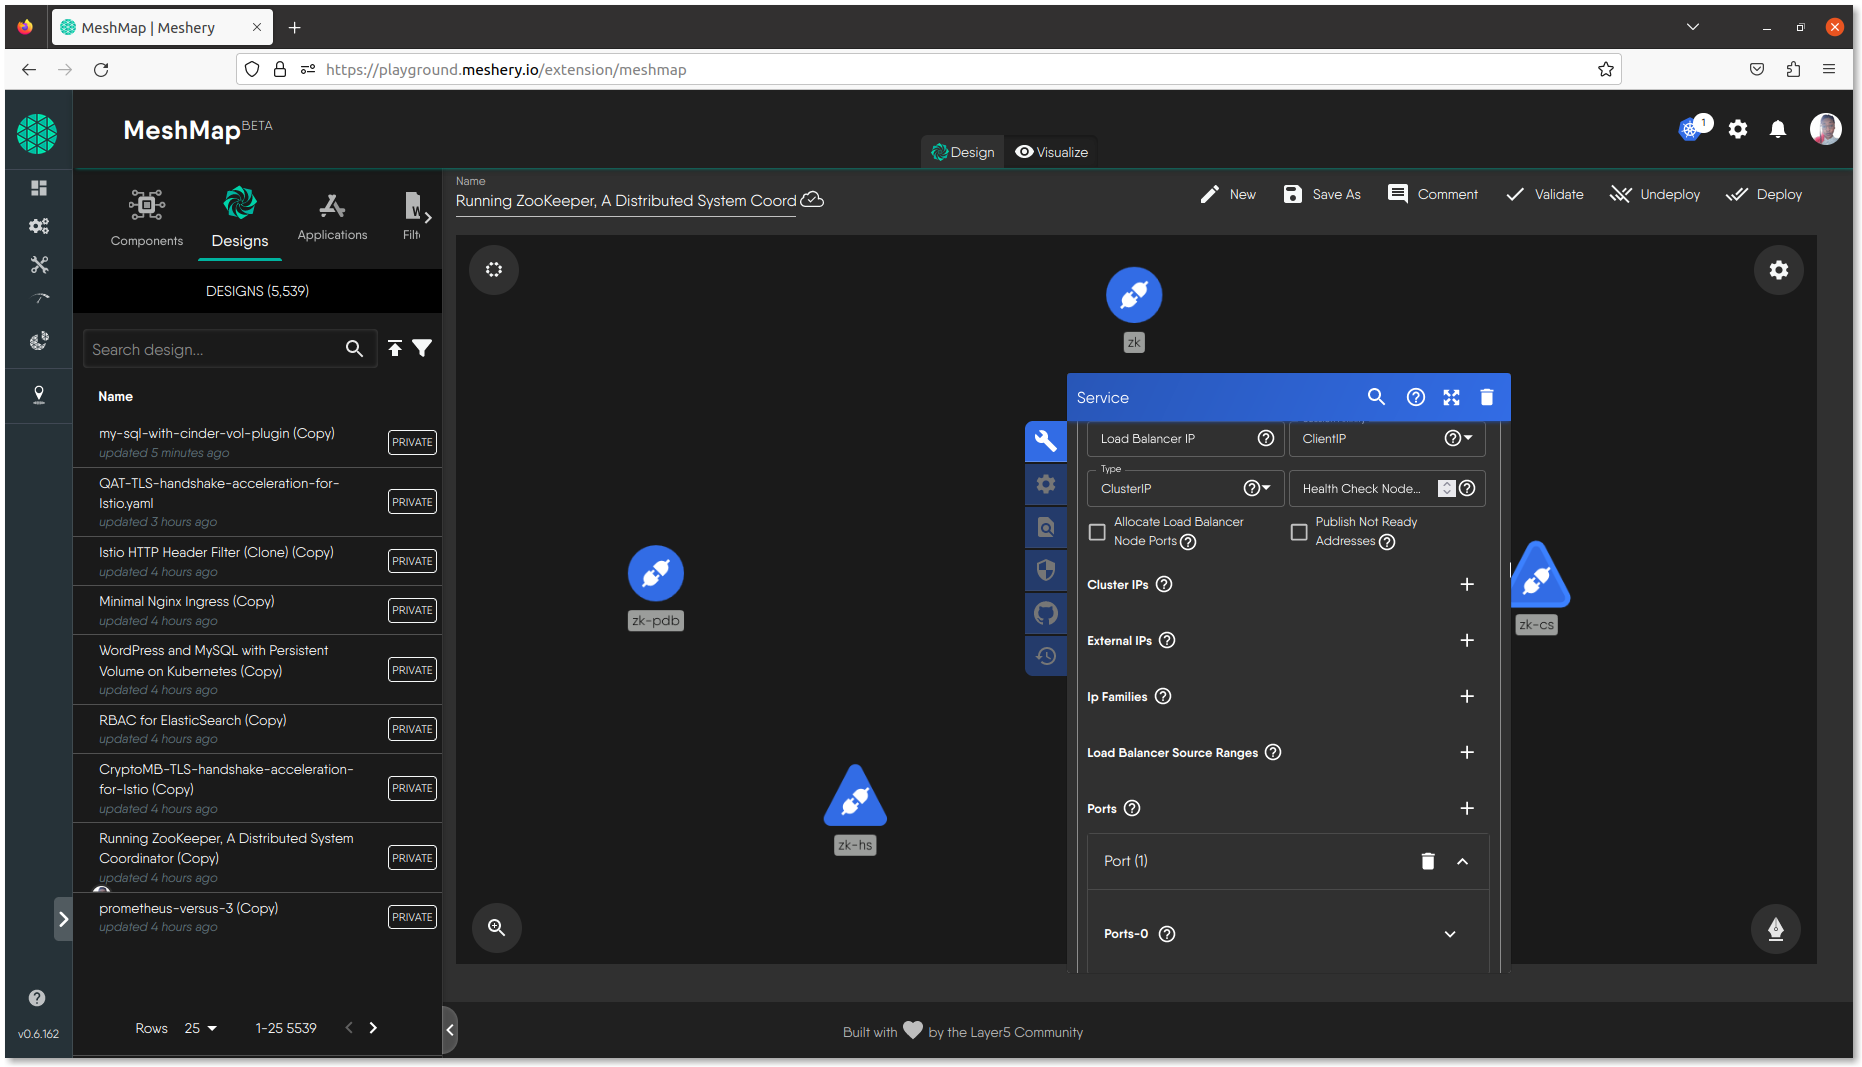 MeshMap | Meshery
https://playground.meshery.io/extension/meshmap
MeshMap BETA
1
Design
Visualize
Components
Designs
Applications
Filt
Name
Running ZooKeeper, A Distributed System Coord
New
Save As
Comment
Validate
Undeploy
Deploy
DESIGNS (5,539)
Search design...
Name
my-sql-with-cinder-vol-plugin (Copy)
updated 5 minutes ago
PRIVATE
QAT-TLS-handshake-acceleration-for-
Istio.yaml
updated 3 hours ago
PRIVATE
Istio HTTP Header Filter (Clone) (Copy)
updated 4 hours ago
PRIVATE
Minimal Nginx Ingress (Copy)
updated 4 hours ago
PRIVATE
WordPress and MySQL with Persistent
Volume on Kubernetes (Copy)
updated 4 hours ago
PRIVATE
RBAC for ElasticSearch (Copy)
updated 4 hours ago
PRIVATE
CryptoMB-TLS-handshake-acceleration-
for-Istio (Copy)
updated 4 hours ago
PRIVATE
Running ZooKeeper, A Distributed System
Coordinator (Copy)
updated 4 hours ago
PRIVATE
prometheus-versus-3 (Copy)
updated 4 hours ago
PRIVATE
Rows 25 1-25 5539
v0.6.162
zk
zk-pdb
zk-hs
zk-cs
Service
Load Balancer IP
ClientIP
Type
ClusterIP
Health Check Node...
Allocate Load Balancer
Node Ports
Publish Not Ready
Addresses
Cluster IPs
External IPs
Ip Families
Load Balancer Source Ranges
Ports
Port (1)
Ports-0
Built with by the Layer5 Community